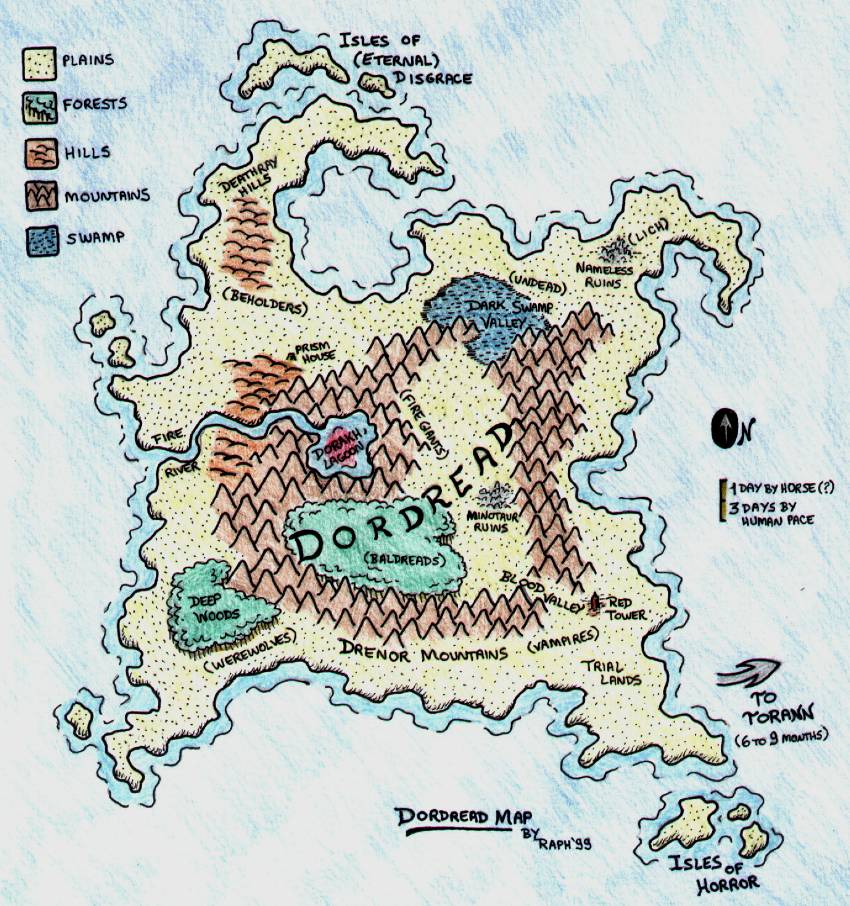 ISLES OF
(ETERNAL)
DISGRACE
PLAINS
FORESTS
HILLS
MOUNTAINS
SWAMP
DEATHRAY
HILLS
(BEHOLDERS)
(LICH)
NAMELESS
RUINS
(UNDEAD)
DARK SWAMP
VALLEY
PRISM
HOUSE
FIRE
RIVER
DORAKH
LAGOON
(FIRE GIANTS)
DORDREAD
MINOTAUR
RUINS
(BALDREADS)
N
1 DAY BY HORSE (?)
3 DAYS BY
HUMAN PACE
DEEP
WOODS
(WEREWOLVES)
BLOOD
VALLEY
RED
TOWER
DRENOR MOUNTAINS
(VAMPIRES)
TRIAL
LANDS
TO
TORANN
(6 TO 9 MONTHS)
DORDREAD MAP
BY
RAPH'99
ISLES OF
HORROR